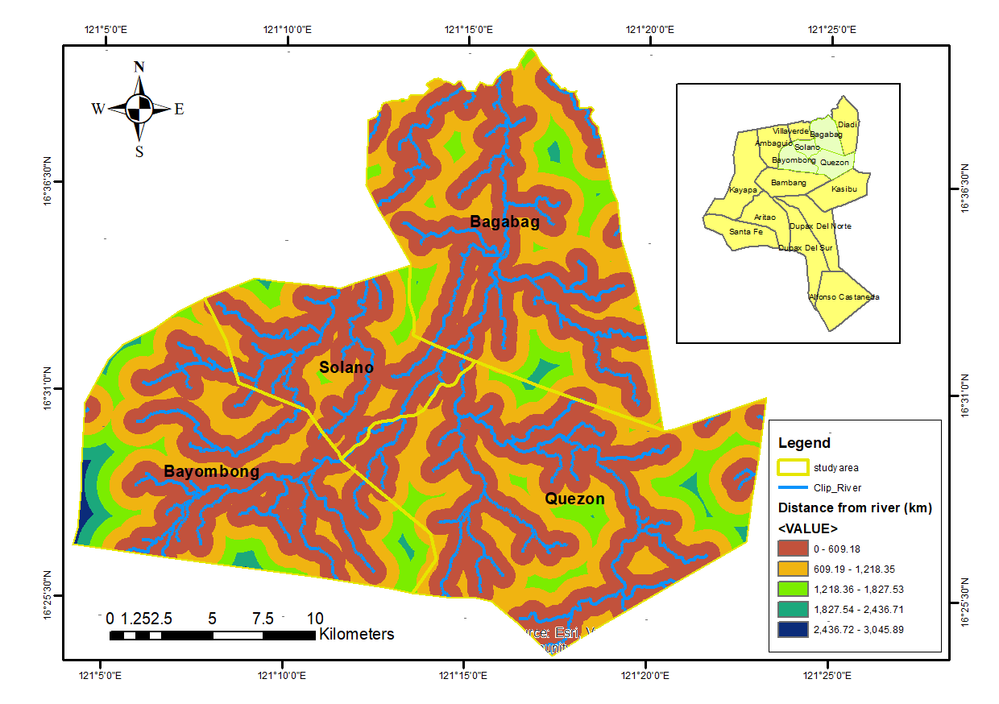 121°5'0"E 121°10'0"E 121°15'0"E 121°20'0"E 121°25'0"E
N
W E
S
16°36'30"N 16°36'30"N
16°31'0"N 16°31'0"N
16°25'30"N 16°25'30"N
Bagabag
Solano
Bayombong
Quezon
Diadi
Villaverde
Bagabag
Ambaguio
Solano
Bayombong
Quezon
Bambang
Kayapa
Kasibu
Aritao
Dupax Del Norte
Santa Fe
Dupax Del Sur
Alfonso Castaneda
Legend
study area
Clip_River
Distance from river (km)
<VALUE>
0 - 609.18
609.19 - 1,218.35
1,218.36 - 1,827.53
1,827.54 - 2,436.71
2,436.72 - 3,045.89
0 1.252.5 5 7.5 10
Kilometers
Esri,
121°5'0"E 121°10'0"E 121°15'0"E 121°20'0"E 121°25'0"E